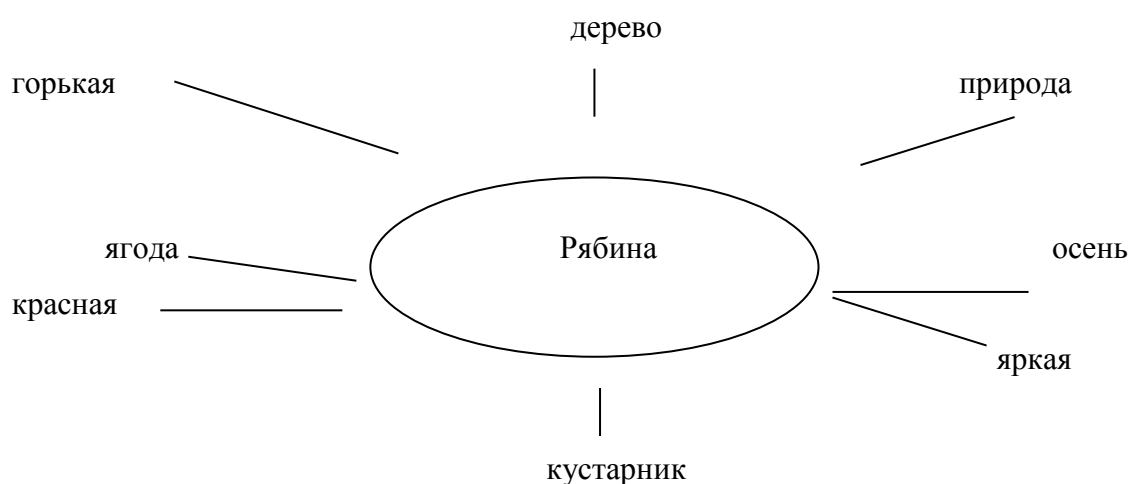 дерево
горькая
природа
ягода
Рябина
осень
красная
яркая
кустарник